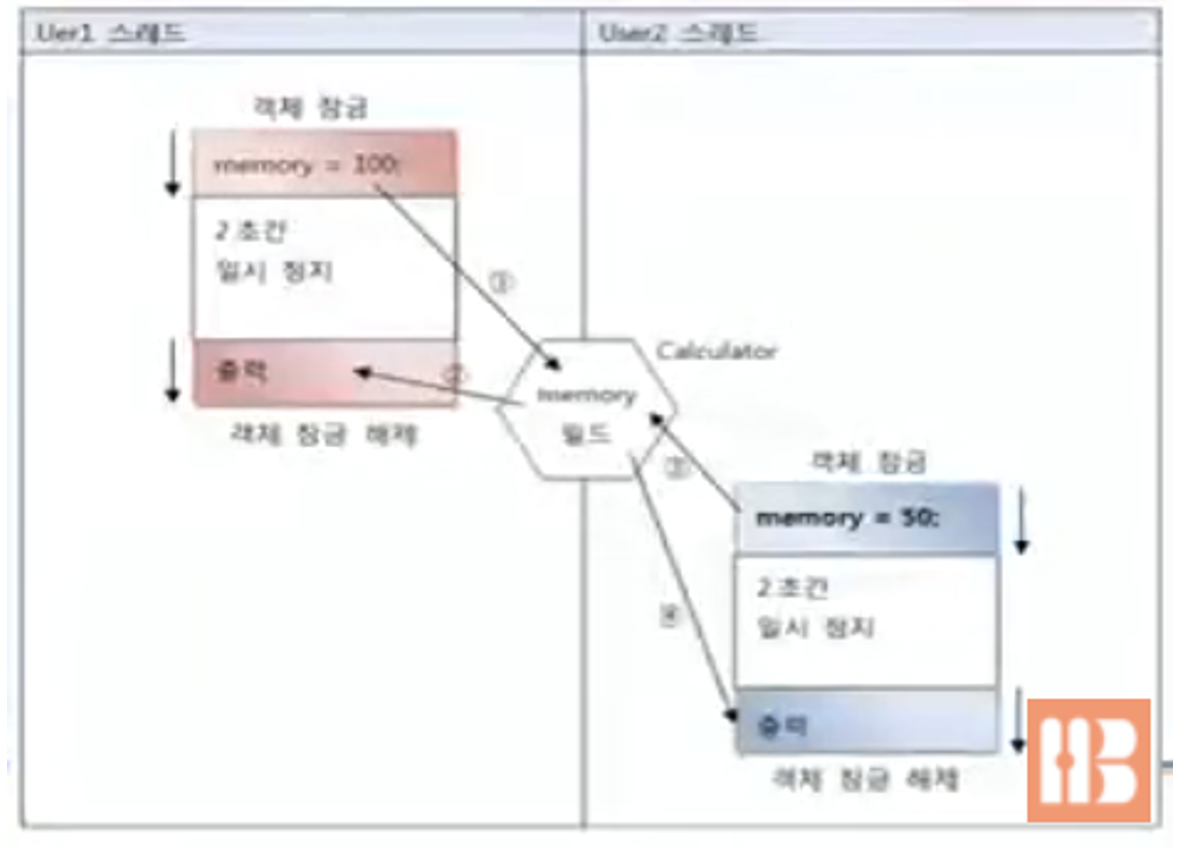 Uer1 스레드
User2 스레드
객체 잠금
memory = 100;
2초간
일시 정지
①
출력
②
객체 잠금 해제
Calculator
memory
필드
객체 잠금
③
memory = 50;
2초간
일시 정지
④
출력
객체 잠금 해제